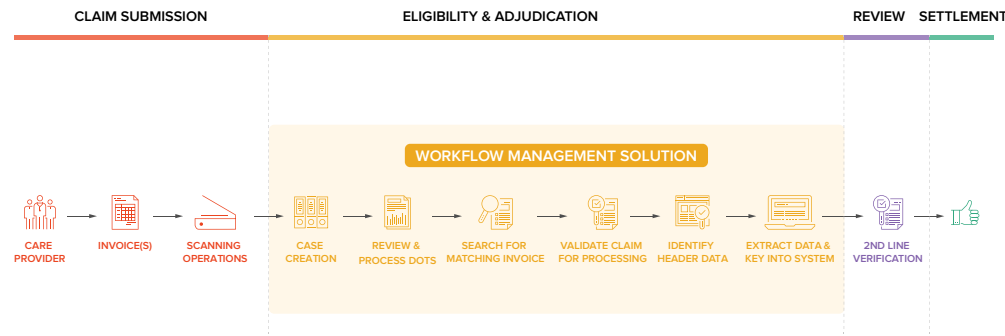 CLAIM SUBMISSION
ELIGIBILITY & ADJUDICATION
REVIEW
SETTLEMENT
WORKFLOW MANAGEMENT SOLUTION
CARE
PROVIDER
INVOICE(S)
SCANNING
OPERATIONS
CASE
CREATION
REVIEW &
PROCESS DOTS
SEARCH FOR
MATCHING INVOICE
VALIDATE CLAIM
FOR PROCESSING
IDENTIFY
HEADER DATA
EXTRACT DATA &
KEY INTO SYSTEM
2ND LINE
VERIFICATION